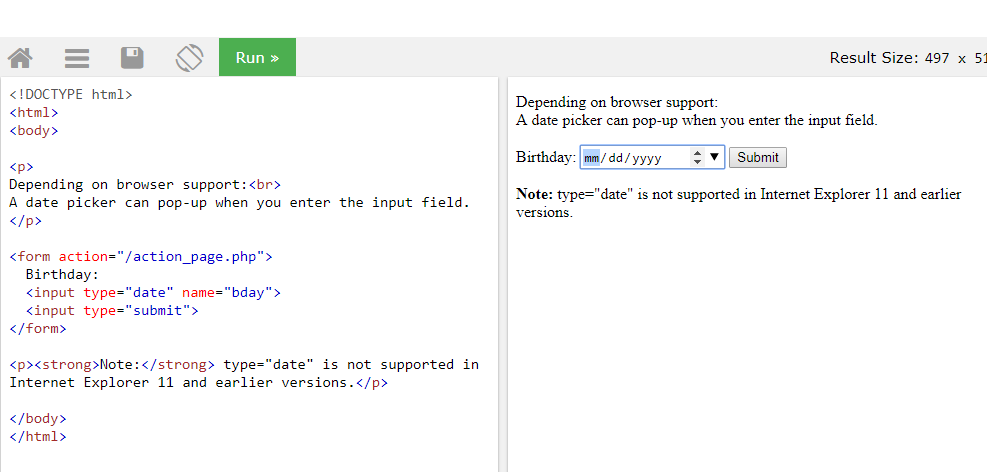 Run »
Result Size: 497 x 51
<!DOCTYPE html>
<html>
<body>
<p>
Depending on browser support:<br>
A date picker can pop-up when you enter the input field.
</p>
<form action="/action_page.php">
Birthday:
<input type="date" name="bday">
<input type="submit">
</form>
<p><strong>Note:</strong> type="date" is not supported in
Internet Explorer 11 and earlier versions.</p>
</body>
</html>
Depending on browser support:
A date picker can pop-up when you enter the input field.
Birthday: mm/dd/yyyy Submit
Note: type="date" is not supported in Internet Explorer 11 and earlier
versions.